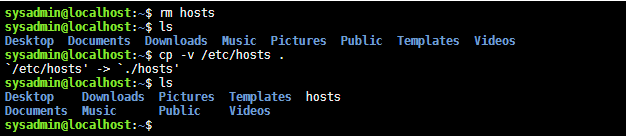 sysadmin@localhost:~$ rm hosts
sysadmin@localhost:~$ ls
Desktop  Documents  Downloads  Music  Pictures  Public  Templates  Videos
sysadmin@localhost:~$ cp -v /etc/hosts .
`/etc/hosts' -> `./hosts'
sysadmin@localhost:~$ ls
Desktop    Downloads  Pictures  Templates  hosts
Documents  Music      Public    Videos
sysadmin@localhost:~$